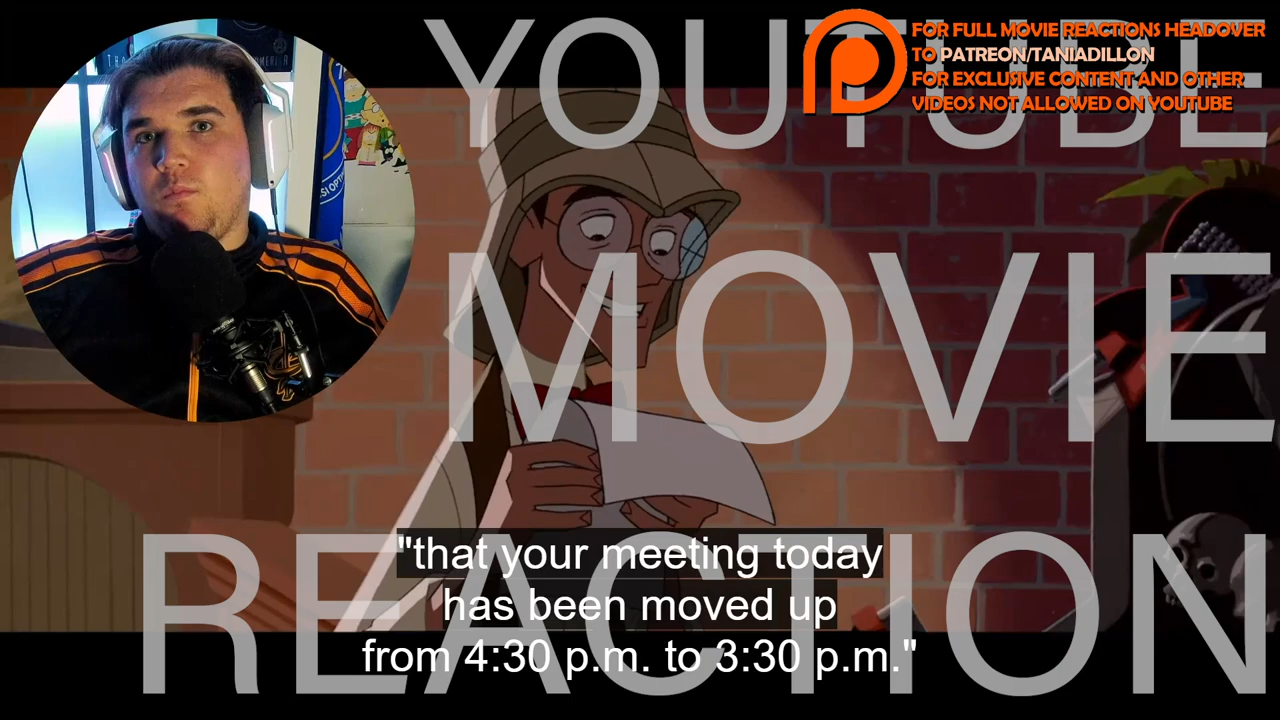 YOUTUBE
FOR FULL MOVIE REACTIONS HEADOVER
TO PATREON/TANIADILLON
FOR EXCLUSIVE CONTENT AND OTHER
VIDEOS NOT ALLOWED ON YOUTUBE
MOVIE
REACTION
"that your meeting today
has been moved up
from 4:30 p.m. to 3:30 p.m."